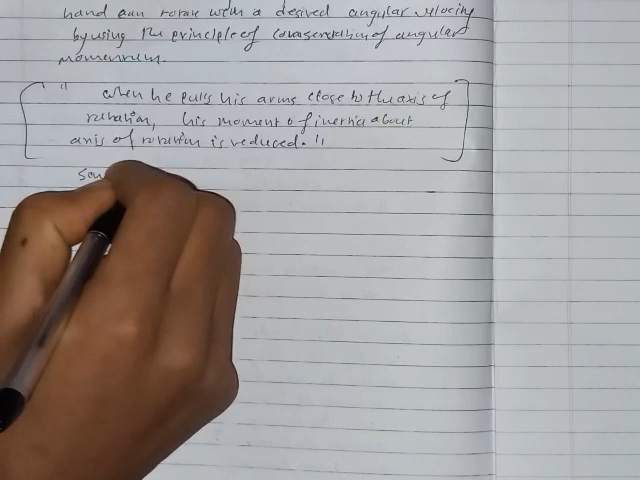 hand can rotate with a desired angular velocity
by using the principle of conservation of angular
momentum.
" when he pulls his arms close to the axis of
rotation, his moment of inertia about
axis of rotation is reduced. "